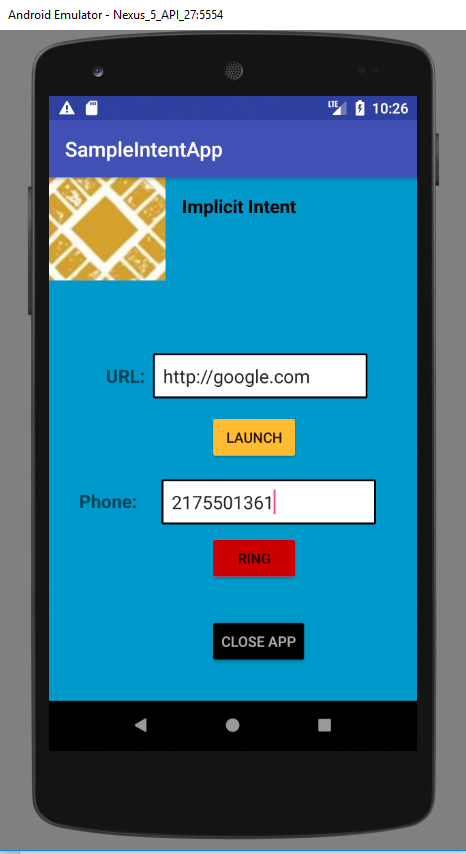 Android Emulator - Nexus_5_API_27:5554
LTE 10:26
SampleIntentApp
Implicit Intent
URL: http://google.com
LAUNCH
Phone: 2175501361
RING
CLOSE APP